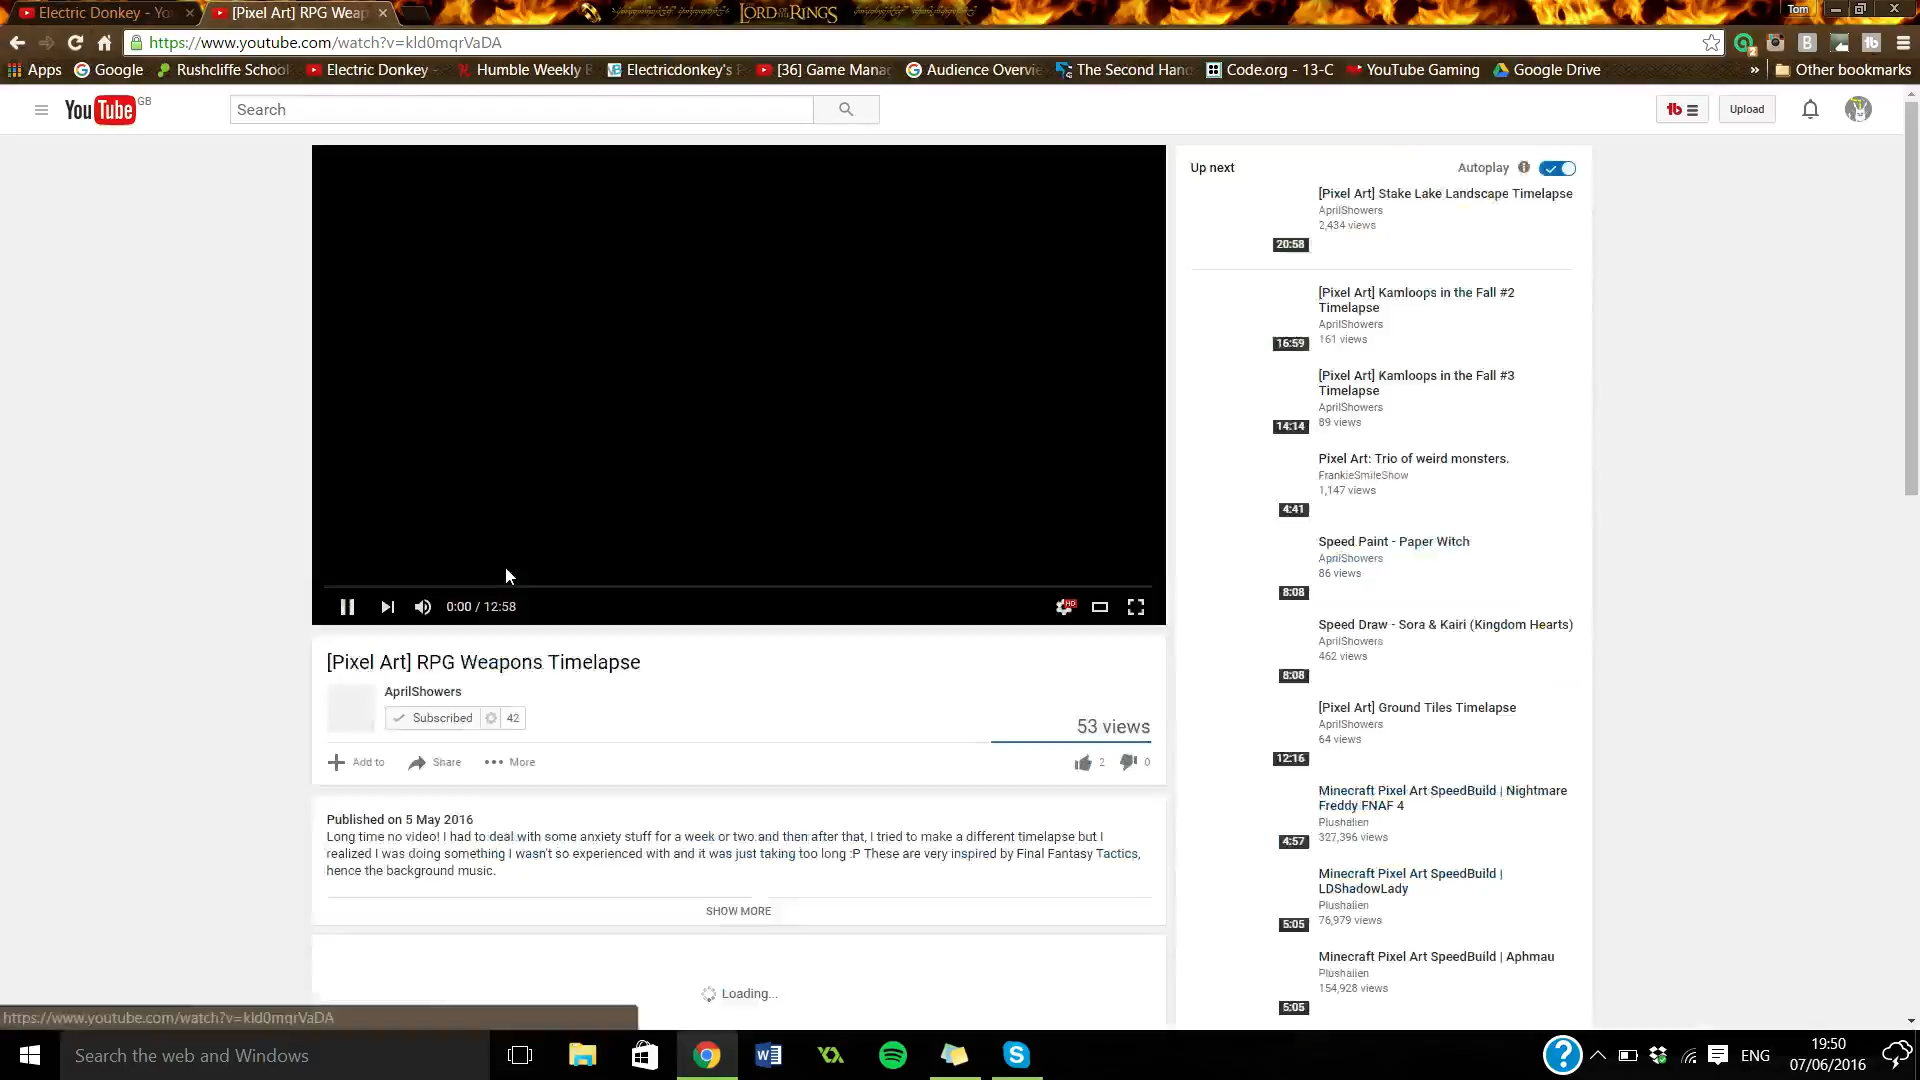 Electric Donkey - Yo
[Pixel Art] RPG Weap
LORD OF THE RINGS
Tom
https://www.youtube.com/watch?v=kld0mqrVaDA
Apps
Google
Rushcliffe School
Electric Donkey -
Humble Weekly B
Electricdonkey's P
[36] Game Mana
Audience Overvie
The Second Hand
Code.org - 13-C
YouTube Gaming
Google Drive
»
Other bookmarks
YouTube GB
Search
Upload
Up next
Autoplay
[Pixel Art] Stake Lake Landscape Timelapse
AprilShowers
2,434 views
20:58
[Pixel Art] Kamloops in the Fall #2
Timelapse
AprilShowers
161 views
16:59
[Pixel Art] Kamloops in the Fall #3
Timelapse
AprilShowers
89 views
14:14
Pixel Art: Trio of weird monsters.
FrankieSmileShow
1,147 views
4:41
Speed Paint - Paper Witch
AprilShowers
86 views
8:08
Speed Draw - Sora & Kairi (Kingdom Hearts)
AprilShowers
462 views
8:08
[Pixel Art] Ground Tiles Timelapse
AprilShowers
64 views
12:16
Minecraft Pixel Art SpeedBuild | Nightmare
Freddy FNAF 4
Plushalien
327,396 views
4:57
Minecraft Pixel Art SpeedBuild |
LDShadowLady
Plushalien
76,979 views
5:05
Minecraft Pixel Art SpeedBuild | Aphmau
Plushalien
154,928 views
5:05
0:00 / 12:58
HD
[Pixel Art] RPG Weapons Timelapse
AprilShowers
Subscribed 42
53 views
Add to Share More
2 0
Published on 5 May 2016
Long time no video! I had to deal with some anxiety stuff for a week or two and then after that, I tried to make a different timelapse but I
realized I was doing something I wasn't so experienced with and it was just taking too long :P These are very inspired by Final Fantasy Tactics,
hence the background music.
SHOW MORE
Loading...
https://www.youtube.com/watch?v=kld0mqrVaDA
Search the web and Windows
ENG
19:50
07/06/2016